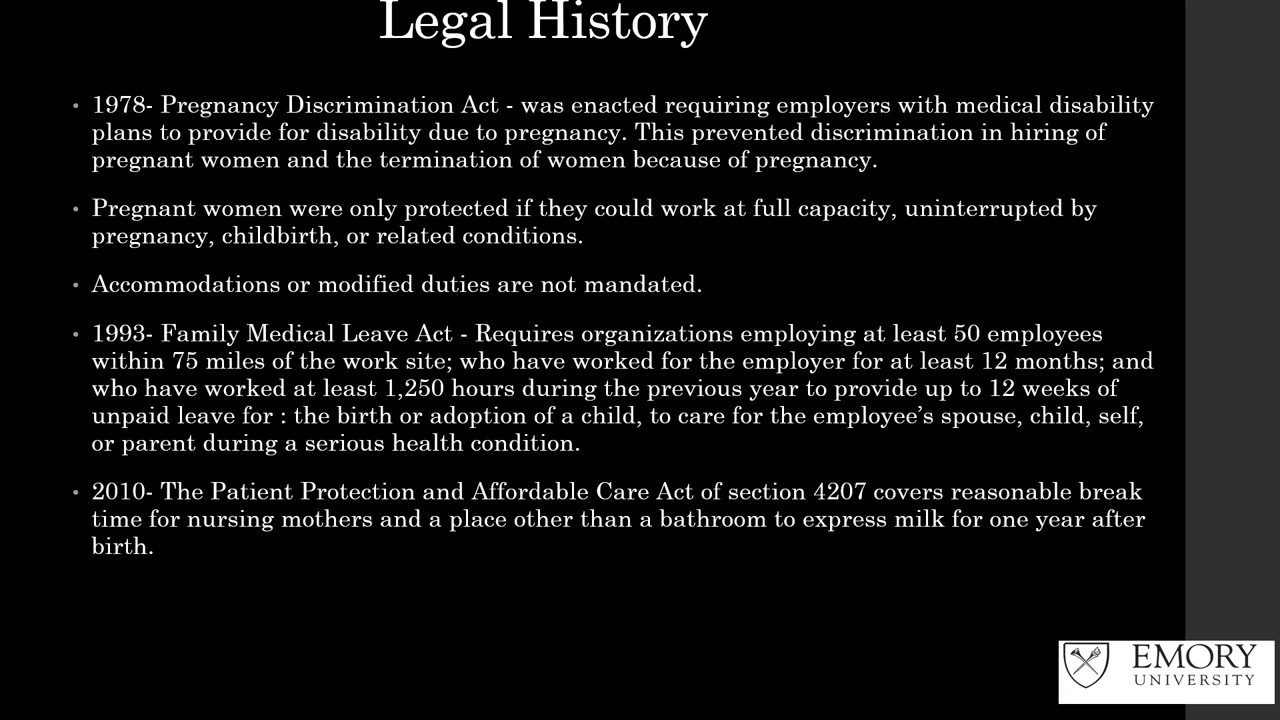 Legal History
• 1978- Pregnancy Discrimination Act - was enacted requiring employers with medical disability
plans to provide for disability due to pregnancy. This prevented discrimination in hiring of
pregnant women and the termination of women because of pregnancy.
• Pregnant women were only protected if they could work at full capacity, uninterrupted by
pregnancy, childbirth, or related conditions.
• Accommodations or modified duties are not mandated.
• 1993- Family Medical Leave Act - Requires organizations employing at least 50 employees
within 75 miles of the work site; who have worked for the employer for at least 12 months; and
who have worked at least 1,250 hours during the previous year to provide up to 12 weeks of
unpaid leave for : the birth or adoption of a child, to care for the employee’s spouse, child, self,
or parent during a serious health condition.
• 2010- The Patient Protection and Affordable Care Act of section 4207 covers reasonable break
time for nursing mothers and a place other than a bathroom to express milk for one year after
birth.
EMORY
UNIVERSITY